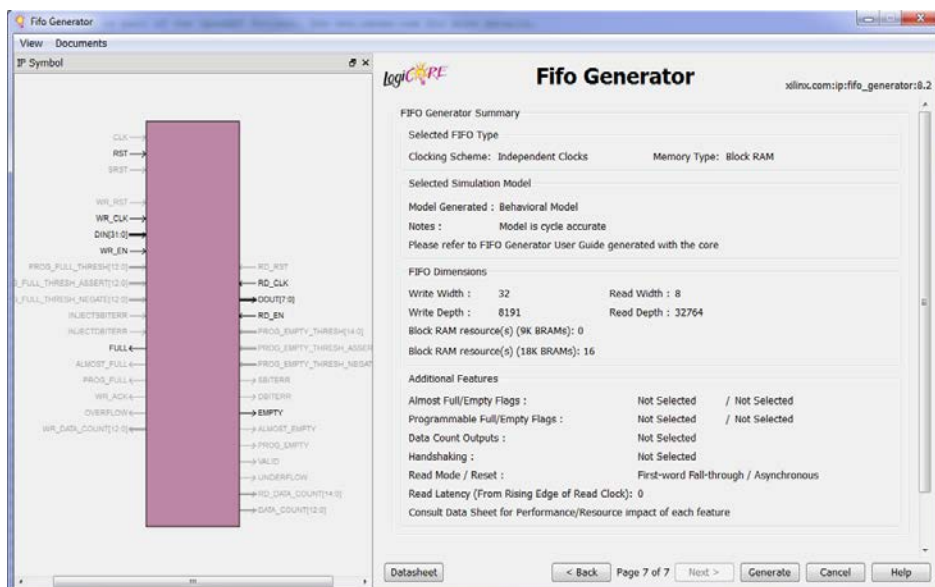 Fifo Generator
View Documents
IP Symbol
CLK
RST
SRST
WR_RST
WR_CLK
DIN[31:0]
WR_EN
PROG_FULL_THRESH[12:0]
_FULL_THRESH_ASSERT[12:0]
_FULL_THRESH_NEGATE[12:0]
INJECTDBITERR
INJECTSBITERR
FULL
ALMOST_FULL
PROG_FULL
WR_ACK
OVERFLOW
WR_DATA_COUNT[12:0]
RD_RST
RD_CLK
DOUT[7:0]
RD_EN
PROG_EMPTY_THRESH[14:0]
PROG_EMPTY_THRESH_ASSER
PROG_EMPTY_THRESH_NEGAT
SBITERR
DBITERR
EMPTY
ALMOST_EMPTY
PROG_EMPTY
VALID
UNDERFLOW
RD_DATA_COUNT[14:0]
DATA_COUNT[12:0]
LogiCORE
Fifo Generator
xilinx.com:ip:fifo_generator:8.2
FIFO Generator Summary
Selected FIFO Type
Clocking Scheme: Independent Clocks Memory Type: Block RAM
Selected Simulation Model
Model Generated : Behavioral Model
Notes : Model is cycle accurate
Please refer to FIFO Generator User Guide generated with the core
FIFO Dimensions
Write Width : 32 Read Width : 8
Write Depth : 8191 Read Depth : 32764
Block RAM resource(s) (9K BRAMs): 0
Block RAM resource(s) (18K BRAMs): 16
Additional Features
Almost Full/Empty Flags : Not Selected / Not Selected
Programmable Full/Empty Flags : Not Selected / Not Selected
Data Count Outputs : Not Selected
Handshaking : Not Selected
Read Mode / Reset : First-word Fall-through / Asynchronous
Read Latency (From Rising Edge of Read Clock): 0
Consult Data Sheet for Performance/Resource impact of each feature
Datasheet < Back Page 7 of 7 Next > Generate Cancel Help